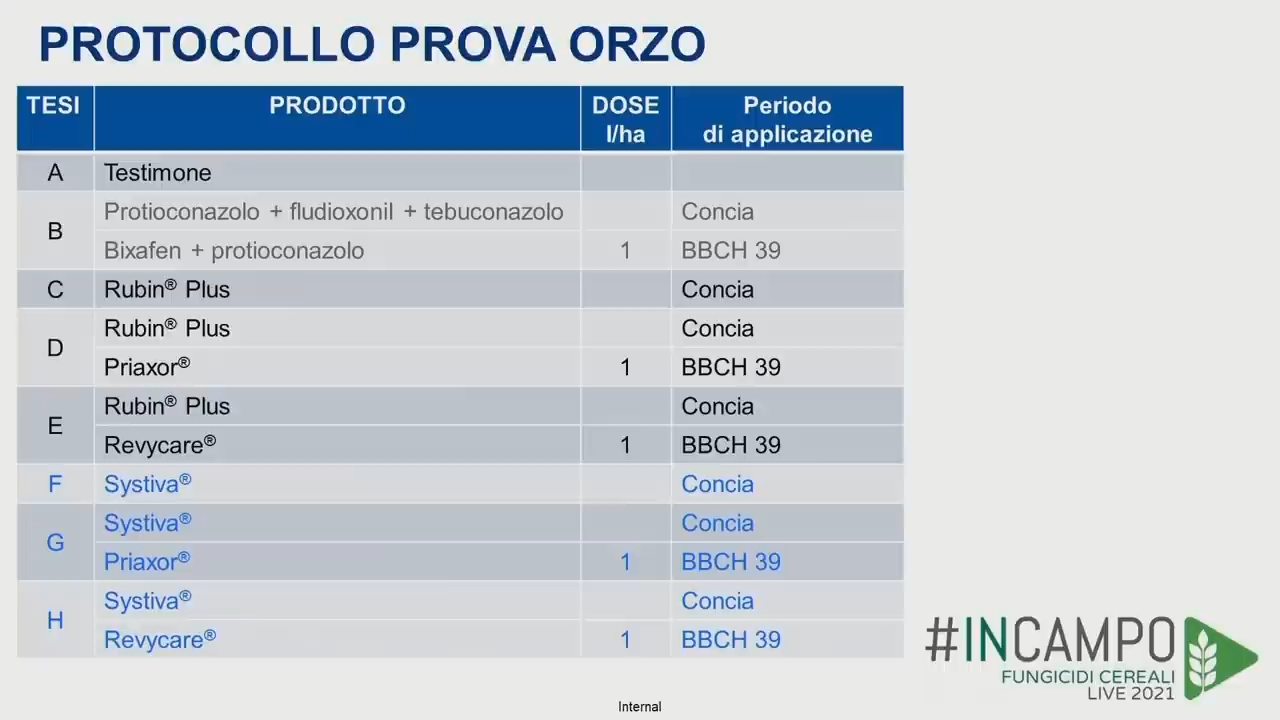 PROTOCOLLO PROVA ORZO
TESI PRODOTTO DOSE l/ha Periodo di applicazione
A Testimone
B Protioconazolo + fludioxonil + tebuconazolo Concia
Bixafen + protioconazolo 1 BBCH 39
C Rubin® Plus Concia
D Rubin® Plus Concia
Priaxor® 1 BBCH 39
E Rubin® Plus Concia
Revycare® 1 BBCH 39
F Systiva® Concia
G Systiva® Concia
Priaxor® 1 BBCH 39
H Systiva® Concia
Revycare® 1 BBCH 39
#INCAMPO
FUNGICIDI CEREALI
LIVE 2021
Internal